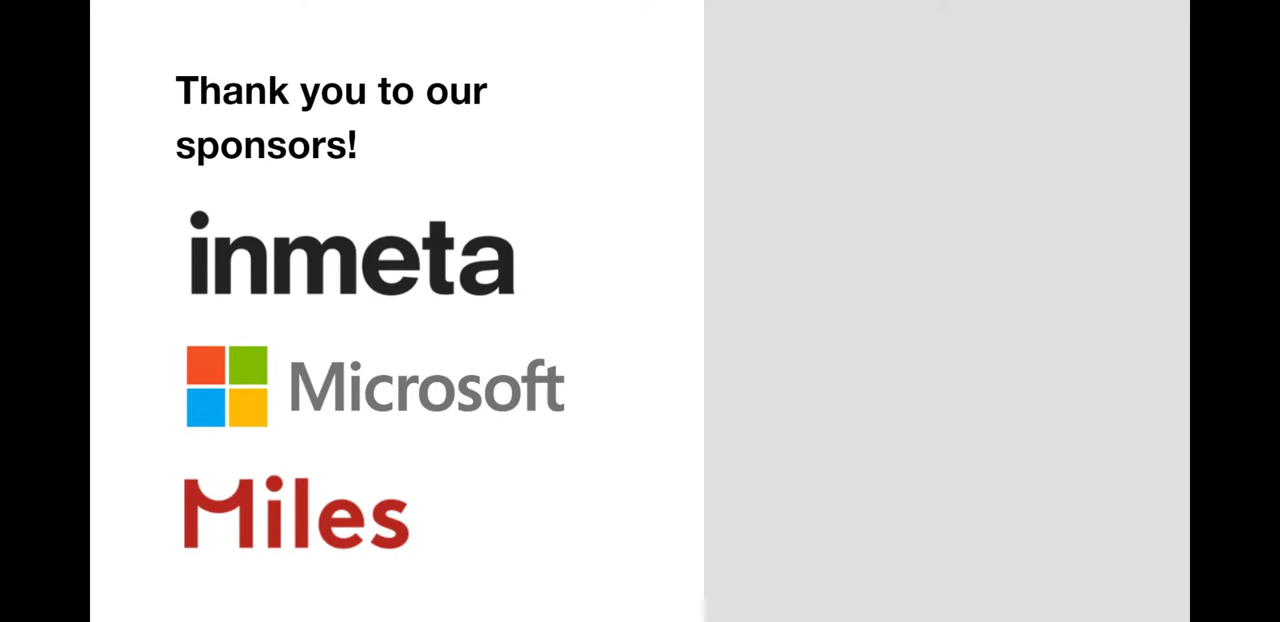 Thank you to our
sponsors!
inmeta
Microsoft
Miles